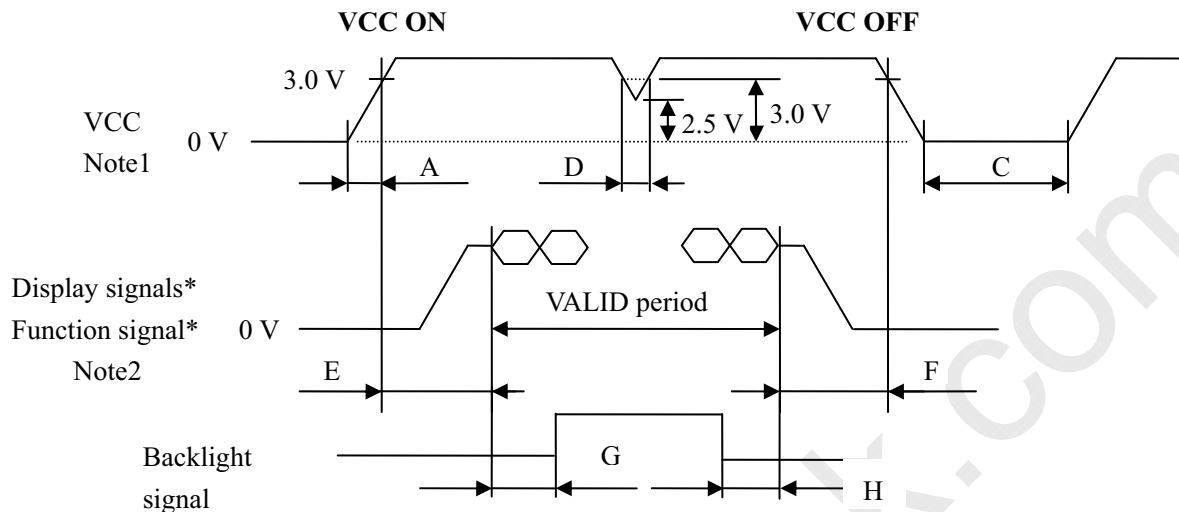 VCC ON
VCC OFF
3.0 V
2.5 V
3.0 V
VCC
Note1
0 V
A
D
C
Display signals*
Function signal*
Note2
0 V
VALID period
E
F
Backlight
signal
G
H